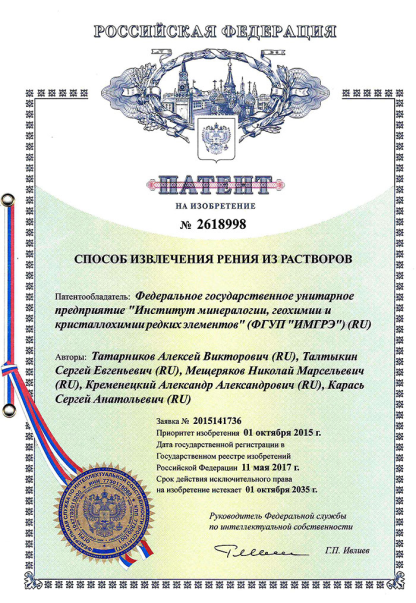 РОССИЙСКАЯ ФЕДЕРАЦИЯ
ПАТЕНТ
НА ИЗОБРЕТЕНИЕ
№ 2618998
СПОСОБ ИЗВЛЕЧЕНИЯ РЕНИЯ ИЗ РАСТВОРОВ
Патентообладатель: Федеральное государственное унитарное
предприятие "Институт минералогии, геохимии и
кристаллохимии редких элементов" (ФГУП "ИМГРЭ") (RU)
Авторы: Татарников Алексей Викторович (RU), Талтыкин
Сергей Евгеньевич (RU), Мещеряков Николай Марсельевич
(RU), Кременецкий Александр Александрович (RU), Карась
Сергей Анатольевич (RU)
Заявка № 2015141736
Приоритет изобретения 01 октября 2015 г.
Дата государственной регистрации в
Государственном реестре изобретений
Российской Федерации 11 мая 2017 г.
Срок действия исключительного права
на изобретение истекает 01 октября 2035 г.
Руководитель Федеральной службы
по интеллектуальной собственности
Г.П. Ивлиев